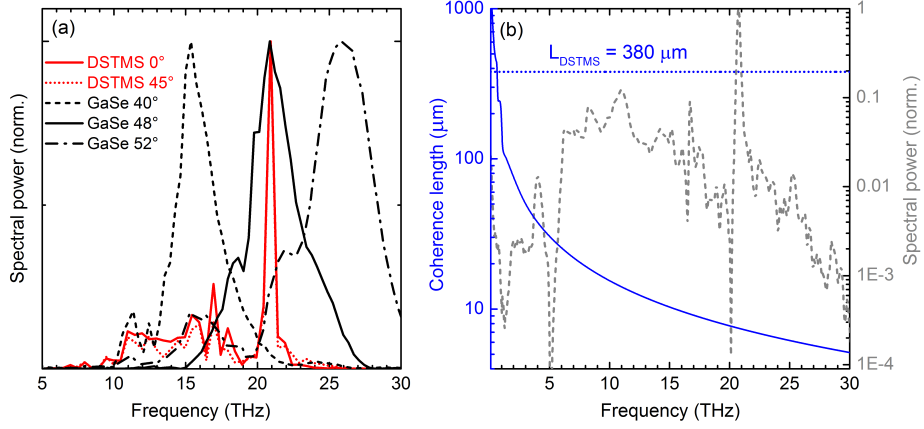 (a)
DSTMS 0°
DSTMS 45°
GaSe 40°
GaSe 48°
GaSe 52°
Spectral power (norm.)
5 10 15 20 25 30
Frequency (THz)
(b)
L_DSTMS = 380 µm
1000
100
10
Coherence length (µm)
1
0.1
0.01
1E-3
1E-4
Spectral power (norm.)
5 10 15 20 25 30
Frequency (THz)